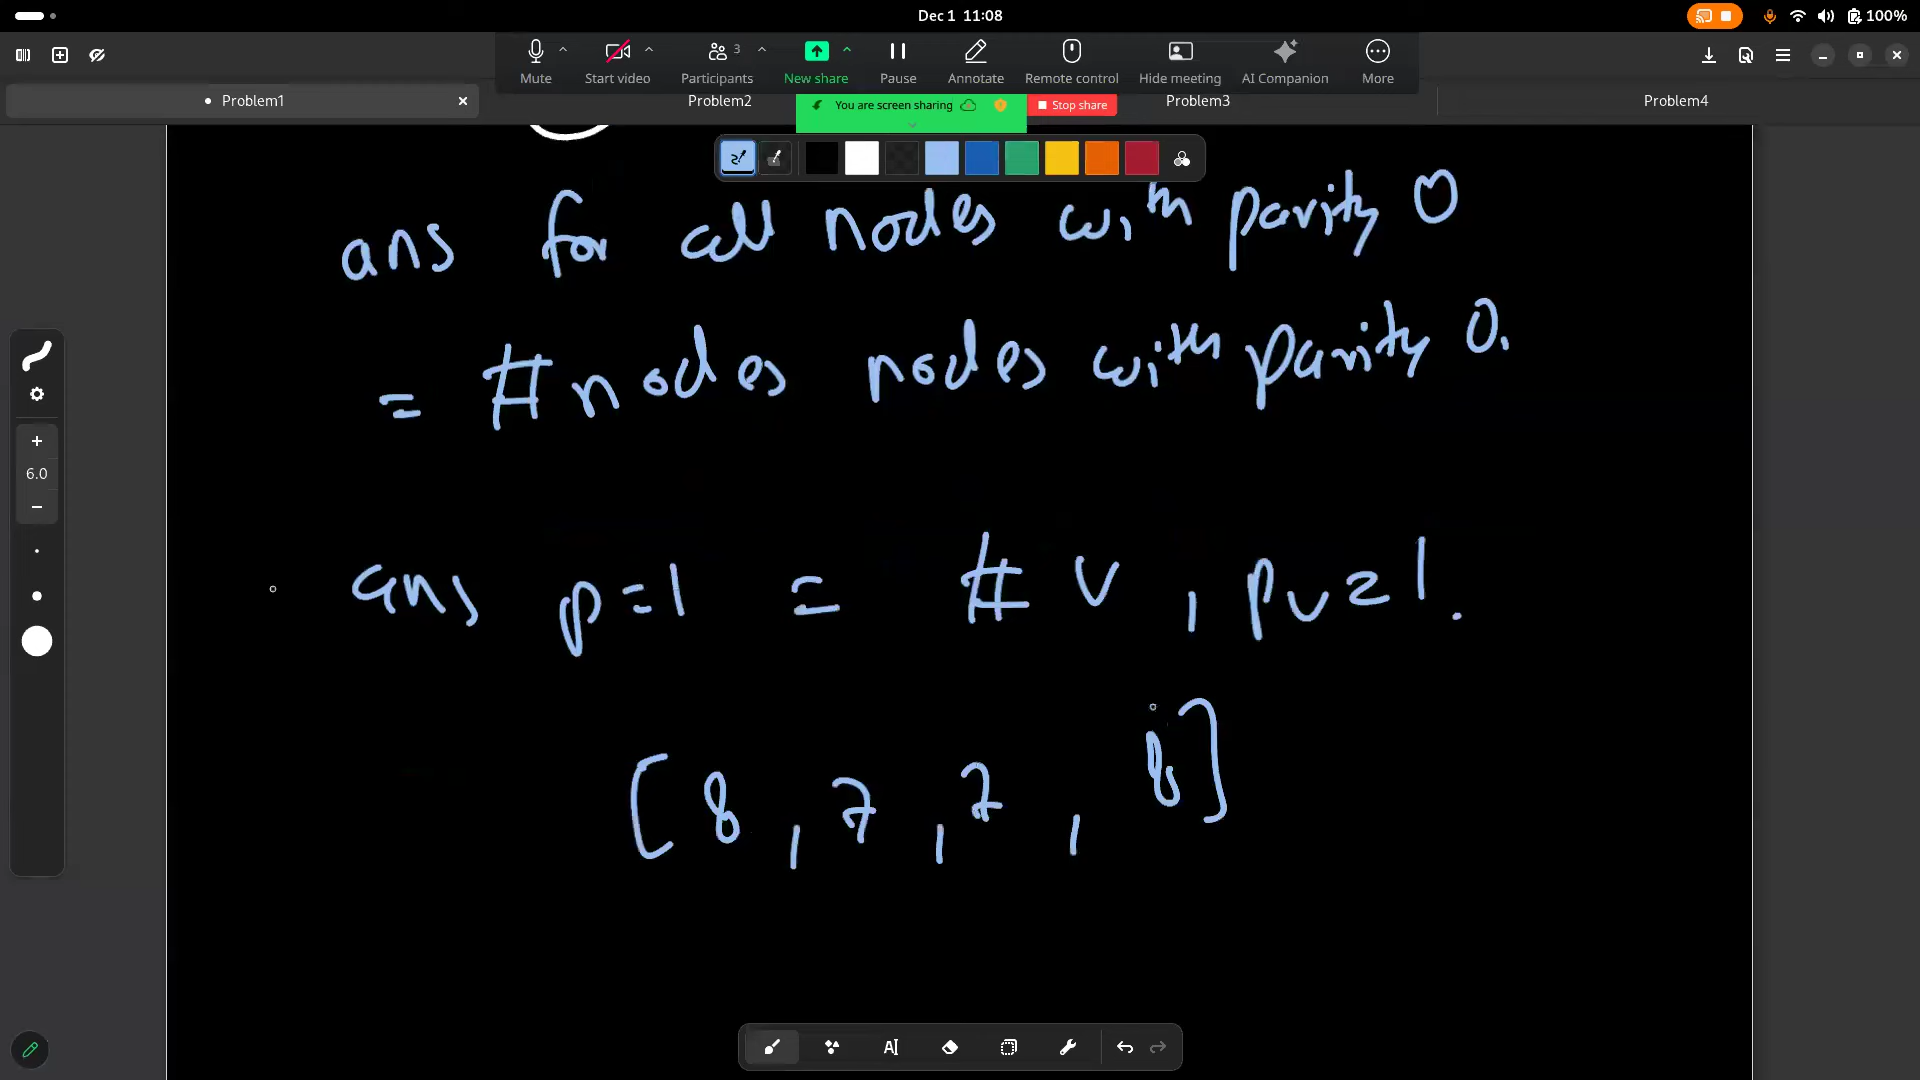 Dec 1 11:08
Mute
Start video
3
Participants
New share
Pause
Annotate
Remote control
Hide meeting
AI Companion
More
Problem1
Problem2
You are screen sharing
Stop share
Problem3
Problem4
ans for all nodes with parity 0
= # nodes nodes with parity 0.
ans p=1 = # v , pv = 1.
[8, 7, 7, 8]
6.0
100%